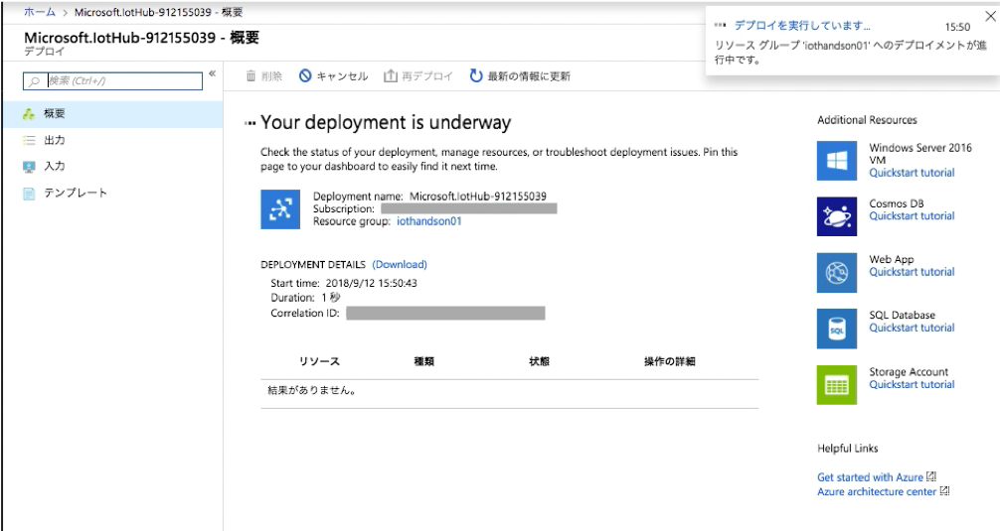 ホーム > Microsoft.IotHub-912155039 - 概要
Microsoft.IotHub-912155039 - 概要
デプロイ
デプロイを実行しています... 15:50
リソース グループ 'iothandson01' へのデプロイメントが進
行中です。
検索 (Ctrl+/)
概要
出力
入力
テンプレート
削除 キャンセル 再デプロイ 最新の情報に更新
Your deployment is underway
Check the status of your deployment, manage resources, or troubleshoot deployment issues. Pin this
page to your dashboard to easily find it next time.
Deployment name: Microsoft.IotHub-912155039
Subscription:
Resource group: iothandson01
DEPLOYMENT DETAILS (Download)
Start time: 2018/9/12 15:50:43
Duration: 1 秒
Correlation ID:
リソース 種類 状態 操作の詳細
結果がありません。
Additional Resources
Windows Server 2016
VM
Quickstart tutorial
Cosmos DB
Quickstart tutorial
Web App
Quickstart tutorial
SQL
SQL Database
Quickstart tutorial
Storage Account
Quickstart tutorial
Helpful Links
Get started with Azure
Azure architecture center